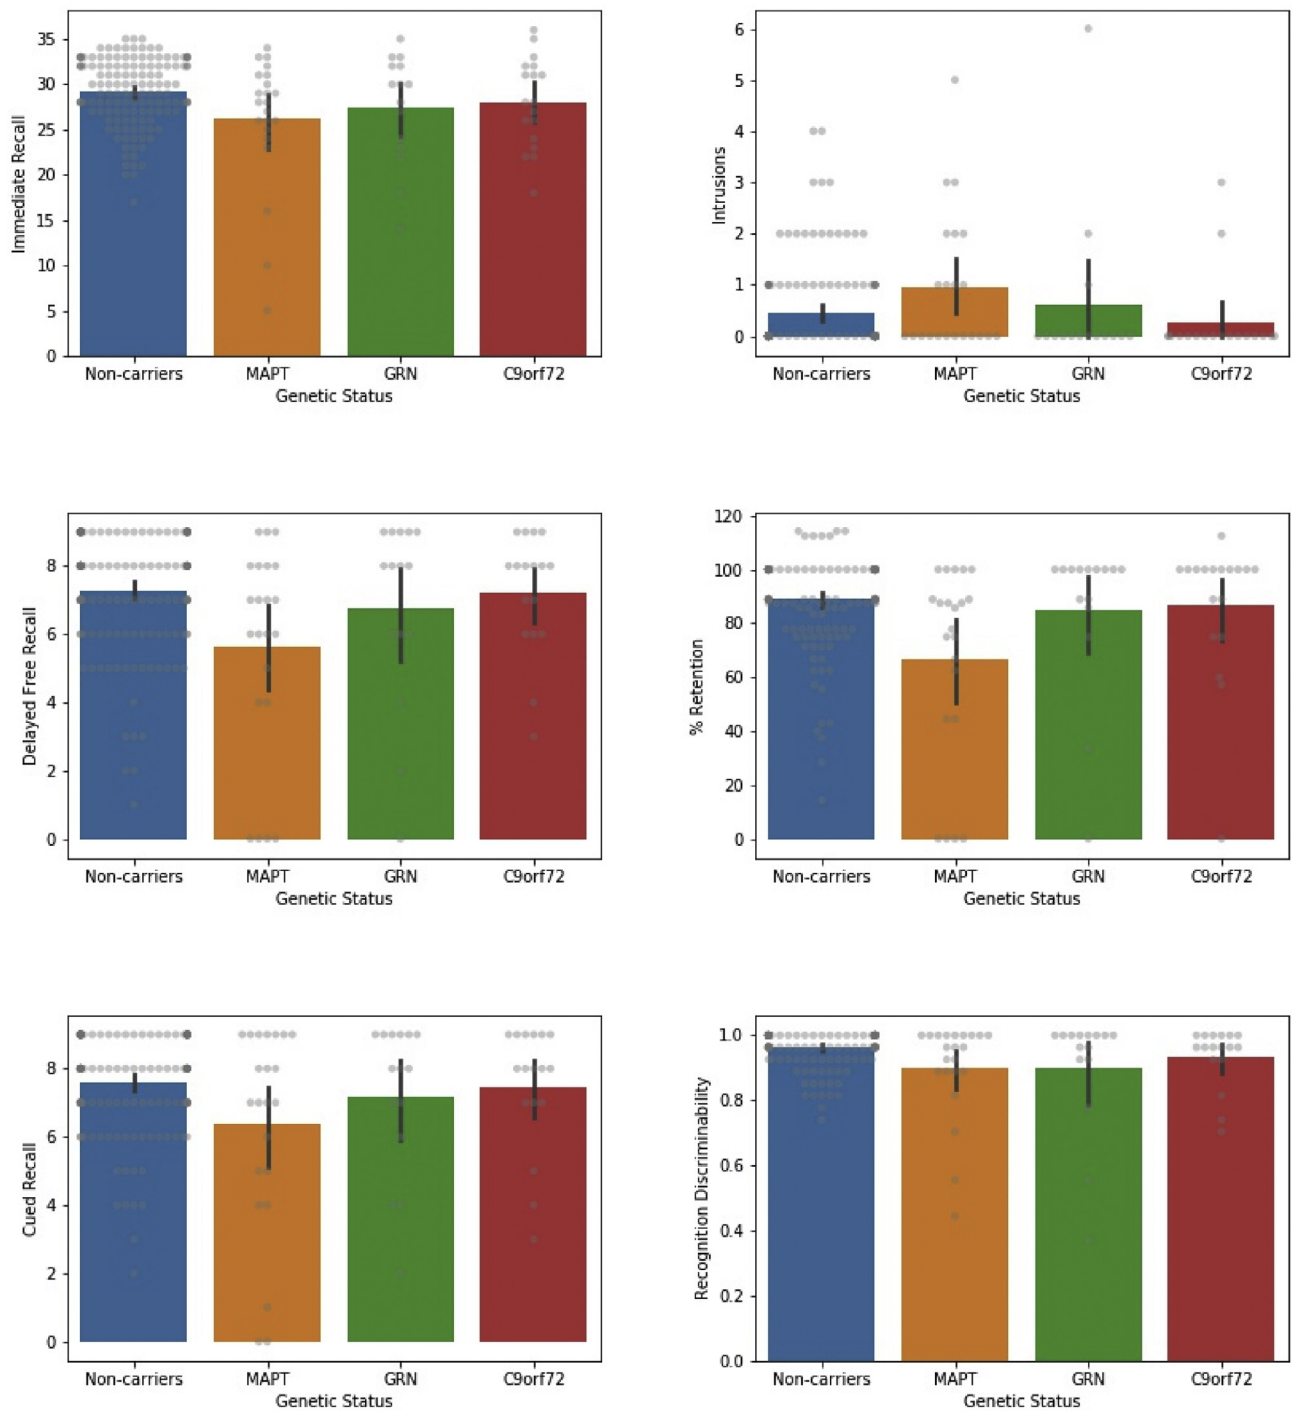 Immediate Recall
35
30
25
20
15
10
5
0
Non-carriers MAPT GRN C9orf72
Genetic Status
Intrusions
6
5
4
3
2
1
0
Non-carriers MAPT GRN C9orf72
Genetic Status
Delayed Free Recall
8
6
4
2
0
Non-carriers MAPT GRN C9orf72
Genetic Status
% Retention
120
100
80
60
40
20
0
Non-carriers MAPT GRN C9orf72
Genetic Status
Cued Recall
8
6
4
2
0
Non-carriers MAPT GRN C9orf72
Genetic Status
Recognition Discriminability
1.0
0.8
0.6
0.4
0.2
0.0
Non-carriers MAPT GRN C9orf72
Genetic Status